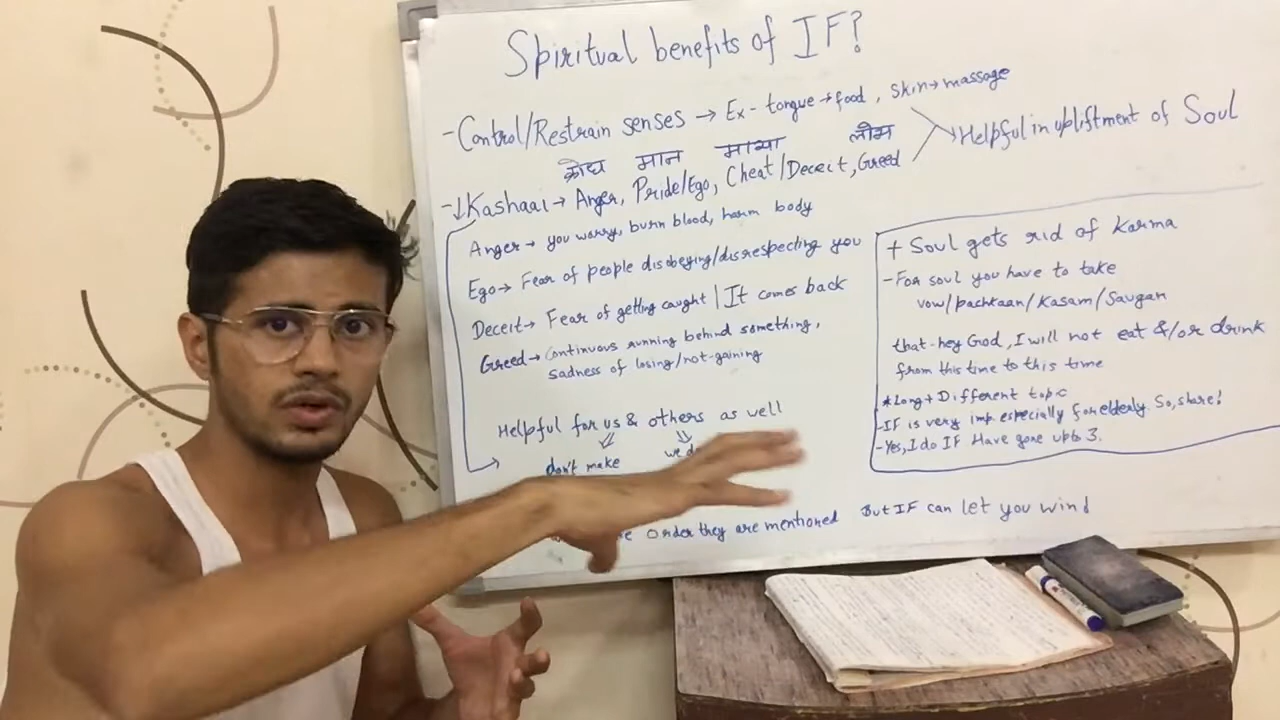 Spiritual benefits of IF?
-Control/Restrain senses → Ex- tongue→food, skin→massage
→Helpful in upliftment of Soul
क्रोध मान माया लोभ
-↓Kashaai→ Anger, Pride/Ego, Cheat/Deceit, Greed
Anger→ you worry, burn blood, harm body
Ego→ Fear of people disobeying/disrespecting you
Deceit→ Fear of getting caught | It comes back
Greed→ Continuous running behind something,
sadness of losing/not-gaining
Helpful for us & others as well
don't make
order they are mentioned
+ Soul gets rid of Karma
-For soul you have to take
vow/pachkaan/Kasam/Saugan
that-hey God, I will not eat &/or drink
from this time to this time
*Long+Different topic
-IF is very imp. especially for elderly. So, share!
-Yes, I do IF Have gone upto 3.
But IF can let you win!